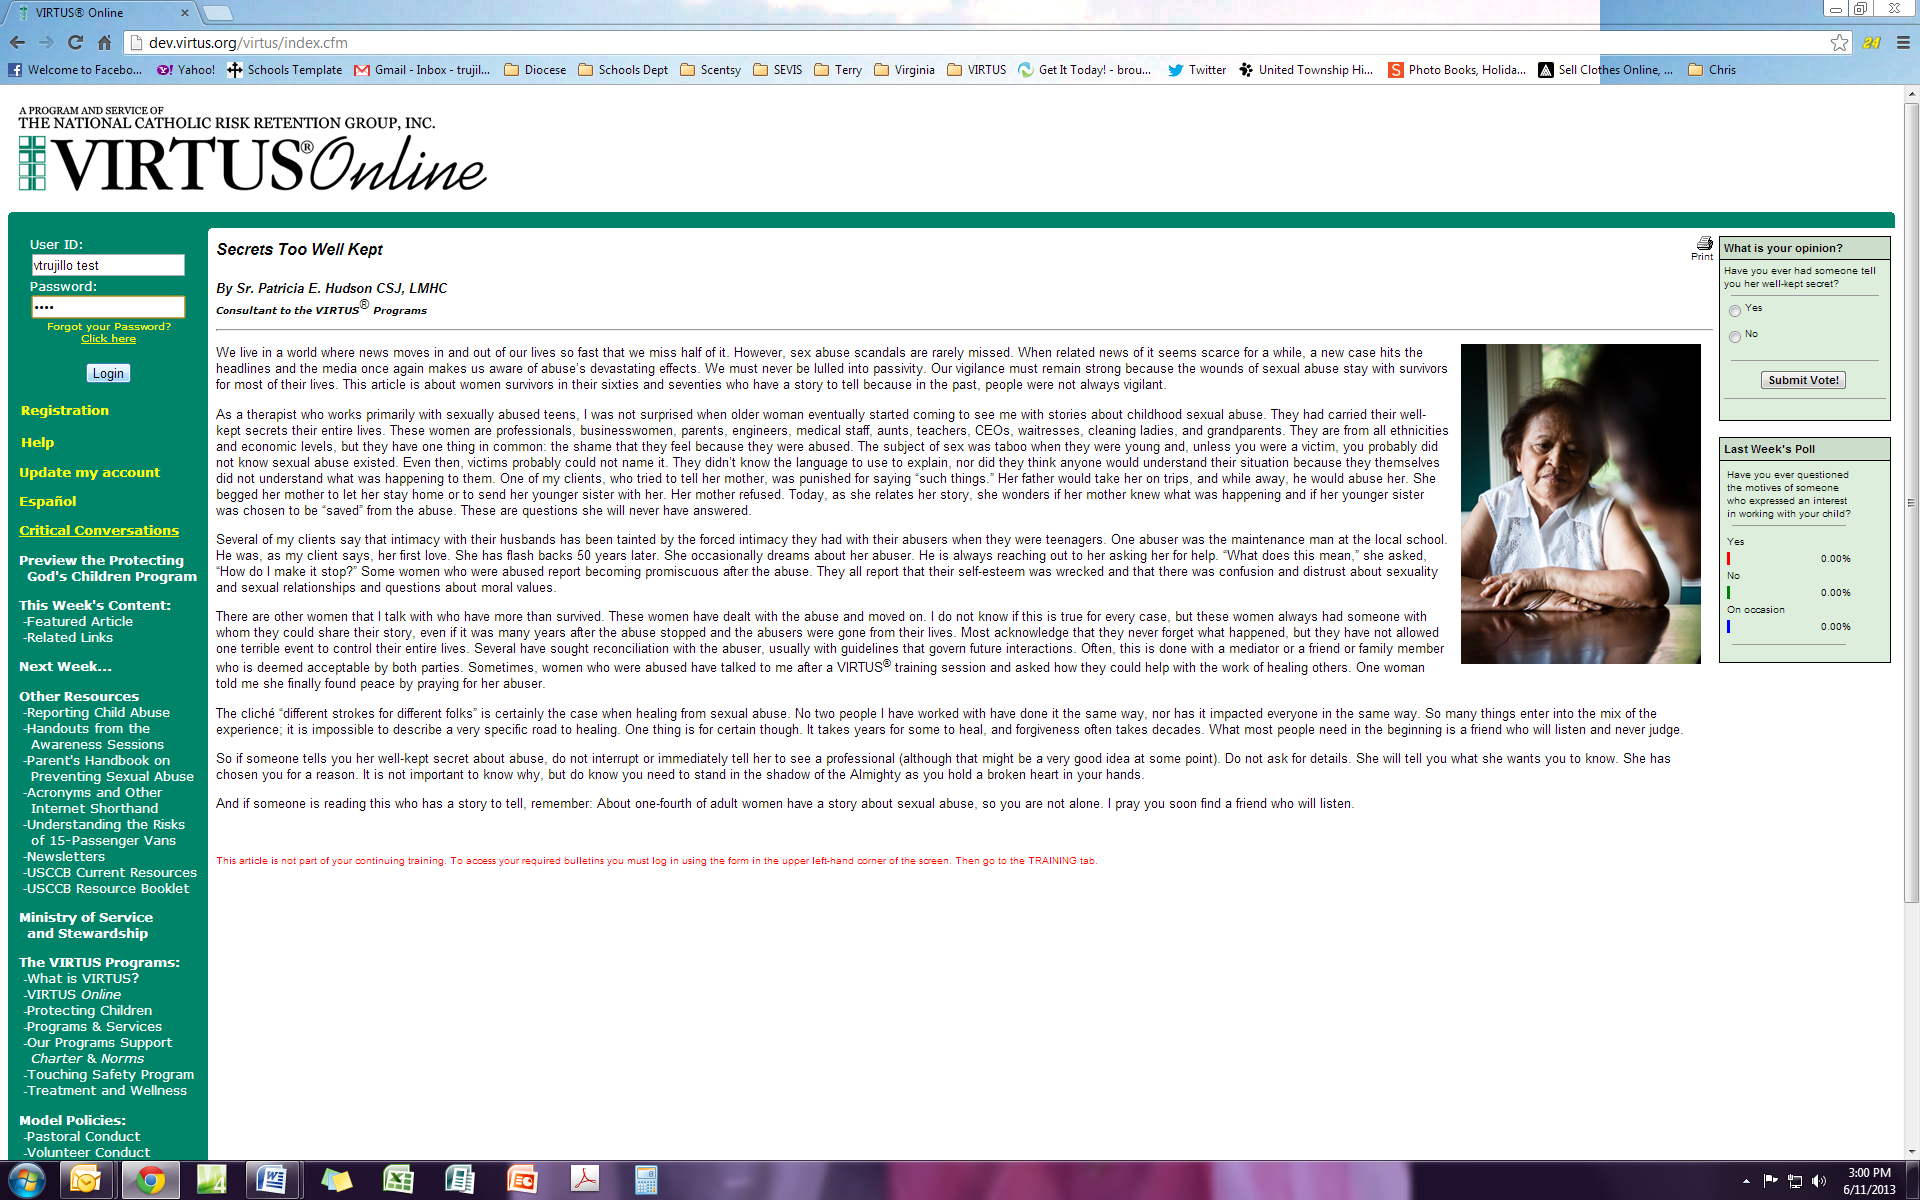 VIRTUS® Online
dev.virtus.org/virtus/index.cfm
Welcome to Facebo... Yahoo! Schools Template Gmail - Inbox - trujil... Diocese Schools Dept Scentsy SEVIS Terry Virginia VIRTUS Get It Today! - brou... Twitter United Township Hi... Photo Books, Holida... Sell Clothes Online, ... Chris
24
A PROGRAM AND SERVICE OF
THE NATIONAL CATHOLIC RISK RETENTION GROUP, INC.
VIRTUS® Online
User ID:
vtrujillo test
Password:
••••
Forgot your Password?
Click here
Login
Registration
Help
Update my account
Español
Critical Conversations
Preview the Protecting
God's Children Program
This Week's Content:
-Featured Article
-Related Links
Next Week...
Other Resources
-Reporting Child Abuse
-Handouts from the
Awareness Sessions
-Parent's Handbook on
Preventing Sexual Abuse
-Acronyms and Other
Internet Shorthand
-Understanding the Risks
of 15-Passenger Vans
-Newsletters
-USCCB Current Resources
-USCCB Resource Booklet
Ministry of Service
and Stewardship
The VIRTUS Programs:
-What is VIRTUS?
-VIRTUS Online
-Protecting Children
-Programs & Services
-Our Programs Support
Charter & Norms
-Touching Safety Program
-Treatment and Wellness
Model Policies:
-Pastoral Conduct
-Volunteer Conduct
Secrets Too Well Kept
Print
By Sr. Patricia E. Hudson CSJ, LMHC
Consultant to the VIRTUS® Programs
We live in a world where news moves in and out of our lives so fast that we miss half of it. However, sex abuse scandals are rarely missed. When related news of it seems scarce for a while, a new case hits the
headlines and the media once again makes us aware of abuse's devastating effects. We must never be lulled into passivity. Our vigilance must remain strong because the wounds of sexual abuse stay with survivors
for most of their lives. This article is about women survivors in their sixties and seventies who have a story to tell because in the past, people were not always vigilant.
As a therapist who works primarily with sexually abused teens, I was not surprised when older woman eventually started coming to see me with stories about childhood sexual abuse. They had carried their well-
kept secrets their entire lives. These women are professionals, businesswomen, parents, engineers, medical staff, aunts, teachers, CEOs, waitresses, cleaning ladies, and grandparents. They are from all ethnicities
and economic levels, but they have one thing in common: the shame that they feel because they were abused. The subject of sex was taboo when they were young and, unless you were a victim, you probably did
not know sexual abuse existed. Even then, victims probably could not name it. They didn't know the language to use to explain, nor did they think anyone would understand their situation because they themselves
did not understand what was happening to them. One of my clients, who tried to tell her mother, was punished for saying “such things.” Her father would take her on trips, and while away, he would abuse her. She
begged her mother to let her stay home or to send her younger sister with her. Her mother refused. Today, as she relates her story, she wonders if her mother knew what was happening and if her younger sister
was chosen to be “saved” from the abuse. These are questions she will never have answered.
Several of my clients say that intimacy with their husbands has been tainted by the forced intimacy they had with their abusers when they were teenagers. One abuser was the maintenance man at the local school.
He was, as my client says, her first love. She has flash backs 50 years later. She occasionally dreams about her abuser. He is always reaching out to her asking her for help. “What does this mean,” she asked,
“How do I make it stop?” Some women who were abused report becoming promiscuous after the abuse. They all report that their self-esteem was wrecked and that there was confusion and distrust about sexuality
and sexual relationships and questions about moral values.
There are other women that I talk with who have more than survived. These women have dealt with the abuse and moved on. I do not know if this is true for every case, but these women always had someone with
whom they could share their story, even if it was many years after the abuse stopped and the abusers were gone from their lives. Most acknowledge that they never forget what happened, but they have not allowed
one terrible event to control their entire lives. Several have sought reconciliation with the abuser, usually with guidelines that govern future interactions. Often, this is done with a mediator or a friend or family member
who is deemed acceptable by both parties. Sometimes, women who were abused have talked to me after a VIRTUS® training session and asked how they could help with the work of healing others. One woman
told me she finally found peace by praying for her abuser.
The cliché “different strokes for different folks” is certainly the case when healing from sexual abuse. No two people I have worked with have done it the same way, nor has it impacted everyone in the same way. So many things enter into the mix of the
experience; it is impossible to describe a very specific road to healing. One thing is for certain though. It takes years for some to heal, and forgiveness often takes decades. What most people need in the beginning is a friend who will listen and never judge.
So if someone tells you her well-kept secret about abuse, do not interrupt or immediately tell her to see a professional (although that might be a very good idea at some point). Do not ask for details. She will tell you what she wants you to know. She has
chosen you for a reason. It is not important to know why, but do know you need to stand in the shadow of the Almighty as you hold a broken heart in your hands.
And if someone is reading this who has a story to tell, remember: About one-fourth of adult women have a story about sexual abuse, so you are not alone. I pray you soon find a friend who will listen.
This article is not part of your continuing training. To access your required bulletins you must log in using the form in the upper left-hand corner of the screen. Then go to the TRAINING tab.
What is your opinion?
Have you ever had someone tell
you her well-kept secret?
Yes
No
Submit Vote!
Last Week's Poll
Have you ever questioned
the motives of someone
who expressed an interest
in working with your child?
Yes
0.00%
No
0.00%
On occasion
0.00%
3:00 PM
6/11/2013